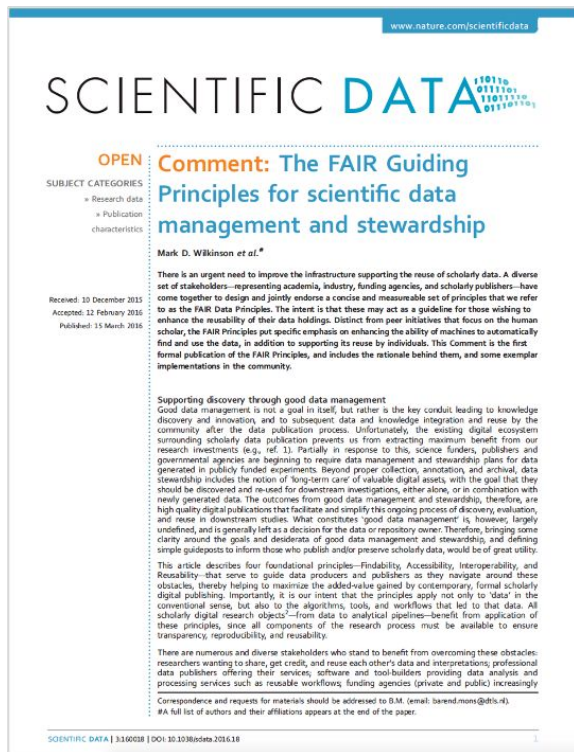 www.nature.com/scientificdata
SCIENTIFIC DATA
110110
OPEN
SUBJECT CATEGORIES
» Research data
» Publication
characteristics
Received: 10 December 2015
Accepted: 12 February 2016
Published: 15 March 2016
Comment: The FAIR Guiding
Principles for scientific data
management and stewardship
Mark D. Wilkinson et al.#
There is an urgent need to improve the infrastructure supporting the reuse of scholarly data. A diverse
set of stakeholders—representing academia, industry, funding agencies, and scholarly publishers—have
come together to design and jointly endorse a concise and measureable set of principles that we refer
to as the FAIR Data Principles. The intent is that these may act as a guideline for those wishing to
enhance the reusability of their data holdings. Distinct from peer initiatives that focus on the human
scholar, the FAIR Principles put specific emphasis on enhancing the ability of machines to automatically
find and use the data, in addition to supporting its reuse by individuals. This Comment is the first
formal publication of the FAIR Principles, and includes the rationale behind them, and some exemplar
implementations in the community.
Supporting discovery through good data management
Good data management is not a goal in itself, but rather is the key conduit leading to knowledge
discovery and innovation, and to subsequent data and knowledge integration and reuse by the
community after the data publication process. Unfortunately, the existing digital ecosystem
surrounding scholarly data publication prevents us from extracting maximum benefit from our
research investments (e.g., ref. 1). Partially in response to this, science funders, publishers and
governmental agencies are beginning to require data management and stewardship plans for data
generated in publicly funded experiments. Beyond proper collection, annotation, and archival, data
stewardship includes the notion of 'long-term care' of valuable digital assets, with the goal that they
should be discovered and re-used for downstream investigations, either alone, or in combination with
newly generated data. The outcomes from good data management and stewardship, therefore, are
high quality digital publications that facilitate and simplify this ongoing process of discovery, evaluation,
and reuse in downstream studies. What constitutes 'good data management' is, however, largely
undefined, and is generally left as a decision for the data or repository owner. Therefore, bringing some
clarity around the goals and desiderata of good data management and stewardship, and defining
simple guideposts to inform those who publish and/or preserve scholarly data, would be of great utility.
This article describes four foundational principles—Findability, Accessibility, Interoperability, and
Reusability—that serve to guide data producers and publishers as they navigate around these
obstacles, thereby helping to maximize the added-value gained by contemporary, formal scholarly
digital publishing. Importantly, it is our intent that the principles apply not only to 'data' in the
conventional sense, but also to the algorithms, tools, and workflows that led to that data. All
scholarly digital research objects²—from data to analytical pipelines—benefit from application of
these principles, since all components of the research process must be available to ensure
transparency, reproducibility, and reusability.
There are numerous and diverse stakeholders who stand to benefit from overcoming these obstacles:
researchers wanting to share, get credit, and reuse each other's data and interpretations; professional
data publishers offering their services; software and tool-builders providing data analysis and
processing services such as reusable workflows; funding agencies (private and public) increasingly
Correspondence and requests for materials should be addressed to B.M. (email: barend.mons@dtls.nl).
#A full list of authors and their affiliations appears at the end of the paper.
SCIENTIFIC DATA | 3:160018 | DOI: 10.1038/sdata.2016.18
1